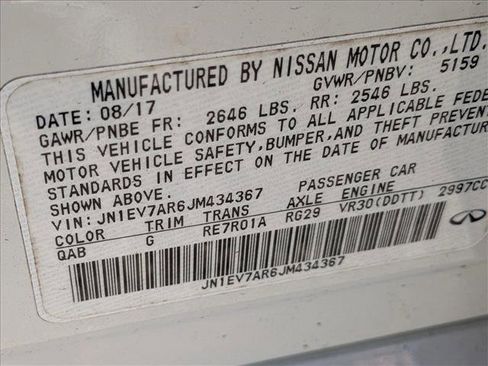 MANUFACTURED BY NISSAN MOTOR CO.,LTD.
DATE: 08/17 GVWR/PNBV: 5159
GAWR/PNBE FR: 2646 LBS. RR: 2546 LBS.
THIS VEHICLE CONFORMS TO ALL APPLICABLE FEDE
MOTOR VEHICLE SAFETY,BUMPER,AND THEFT PREVENT
STANDARDS IN EFFECT ON THE DATE OF MANUFACTUR
SHOWN ABOVE.
VIN: JN1EV7AR6JM434367 PASSENGER CAR
COLOR TRIM TRANS AXLE ENGINE
QAB G RE7R01A RG29 VR30(DDTT) 2997CC
JN1EV7AR6JM434367
INFINITI